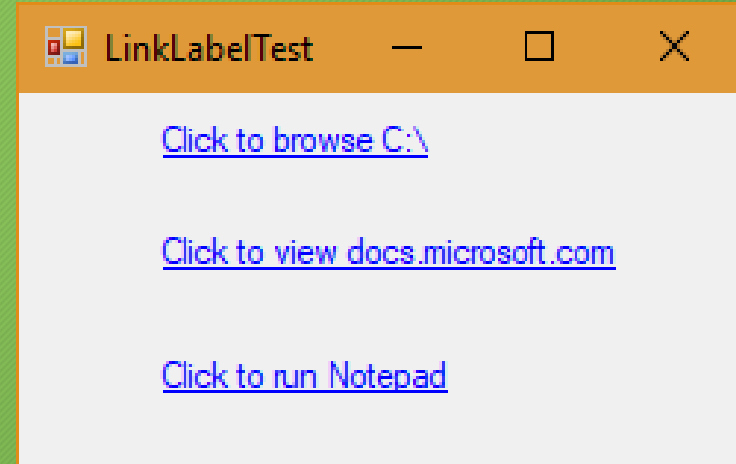 LinkLabelTest
Click to browse C:\
Click to view docs.microsoft.com
Click to run Notepad